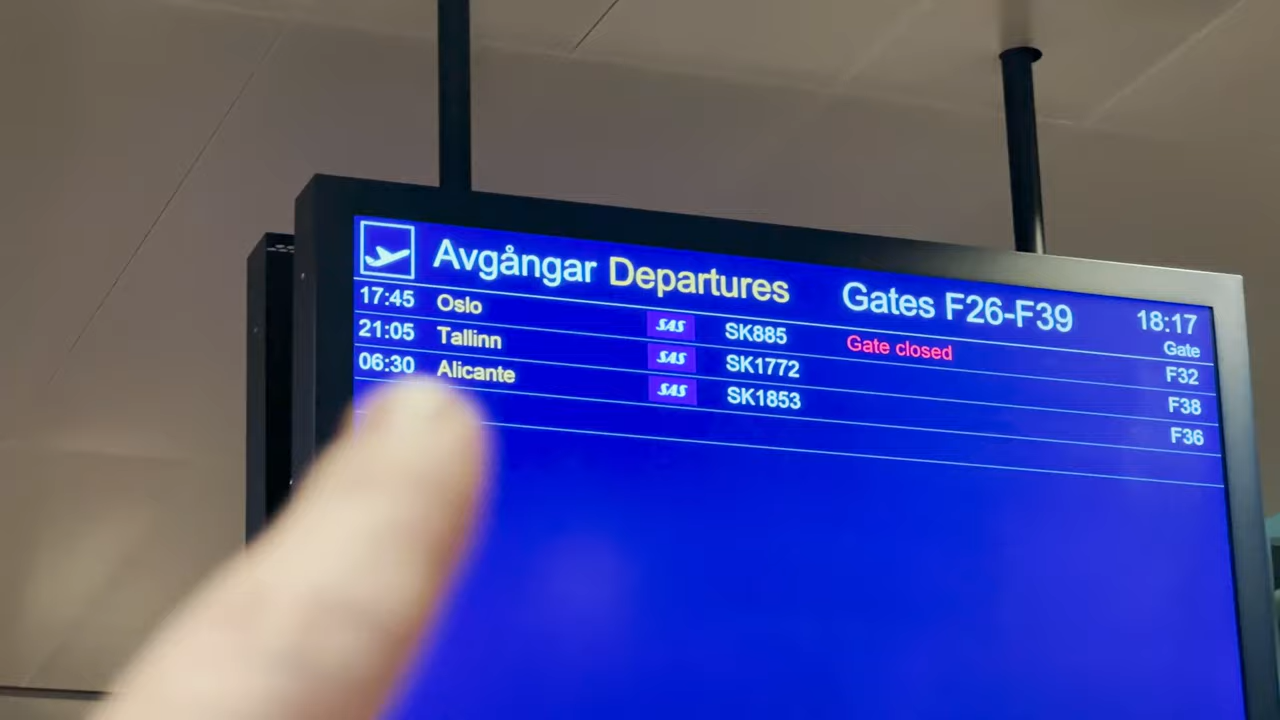 Avgångar Departures Gates F26-F39 18:17
Gate
17:45 Oslo SAS SK885 Gate closed F32
21:05 Tallinn SAS SK1772 F38
06:30 Alicante SAS SK1853 F36